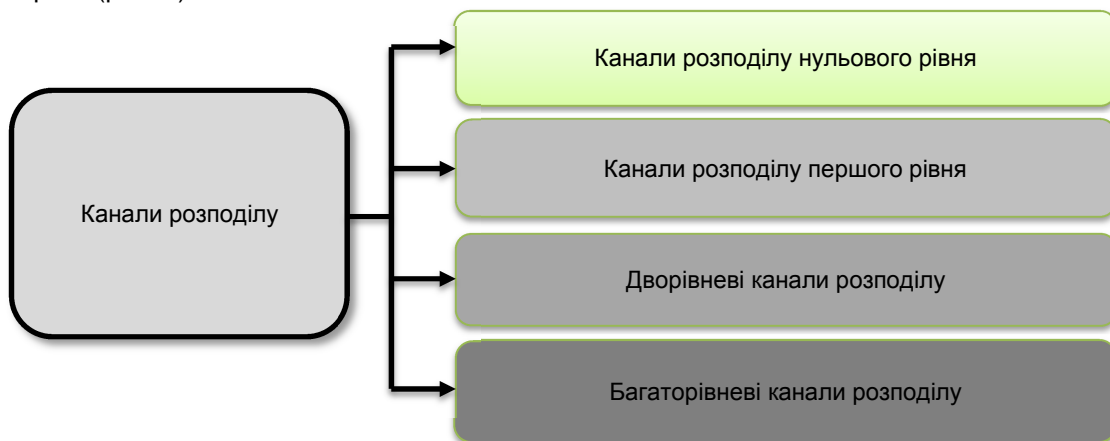 Канали розподілу нульового рівня
Канали розподілу першого рівня
Канали розподілу
Дворівневі канали розподілу
Багаторівневі канали розподілу